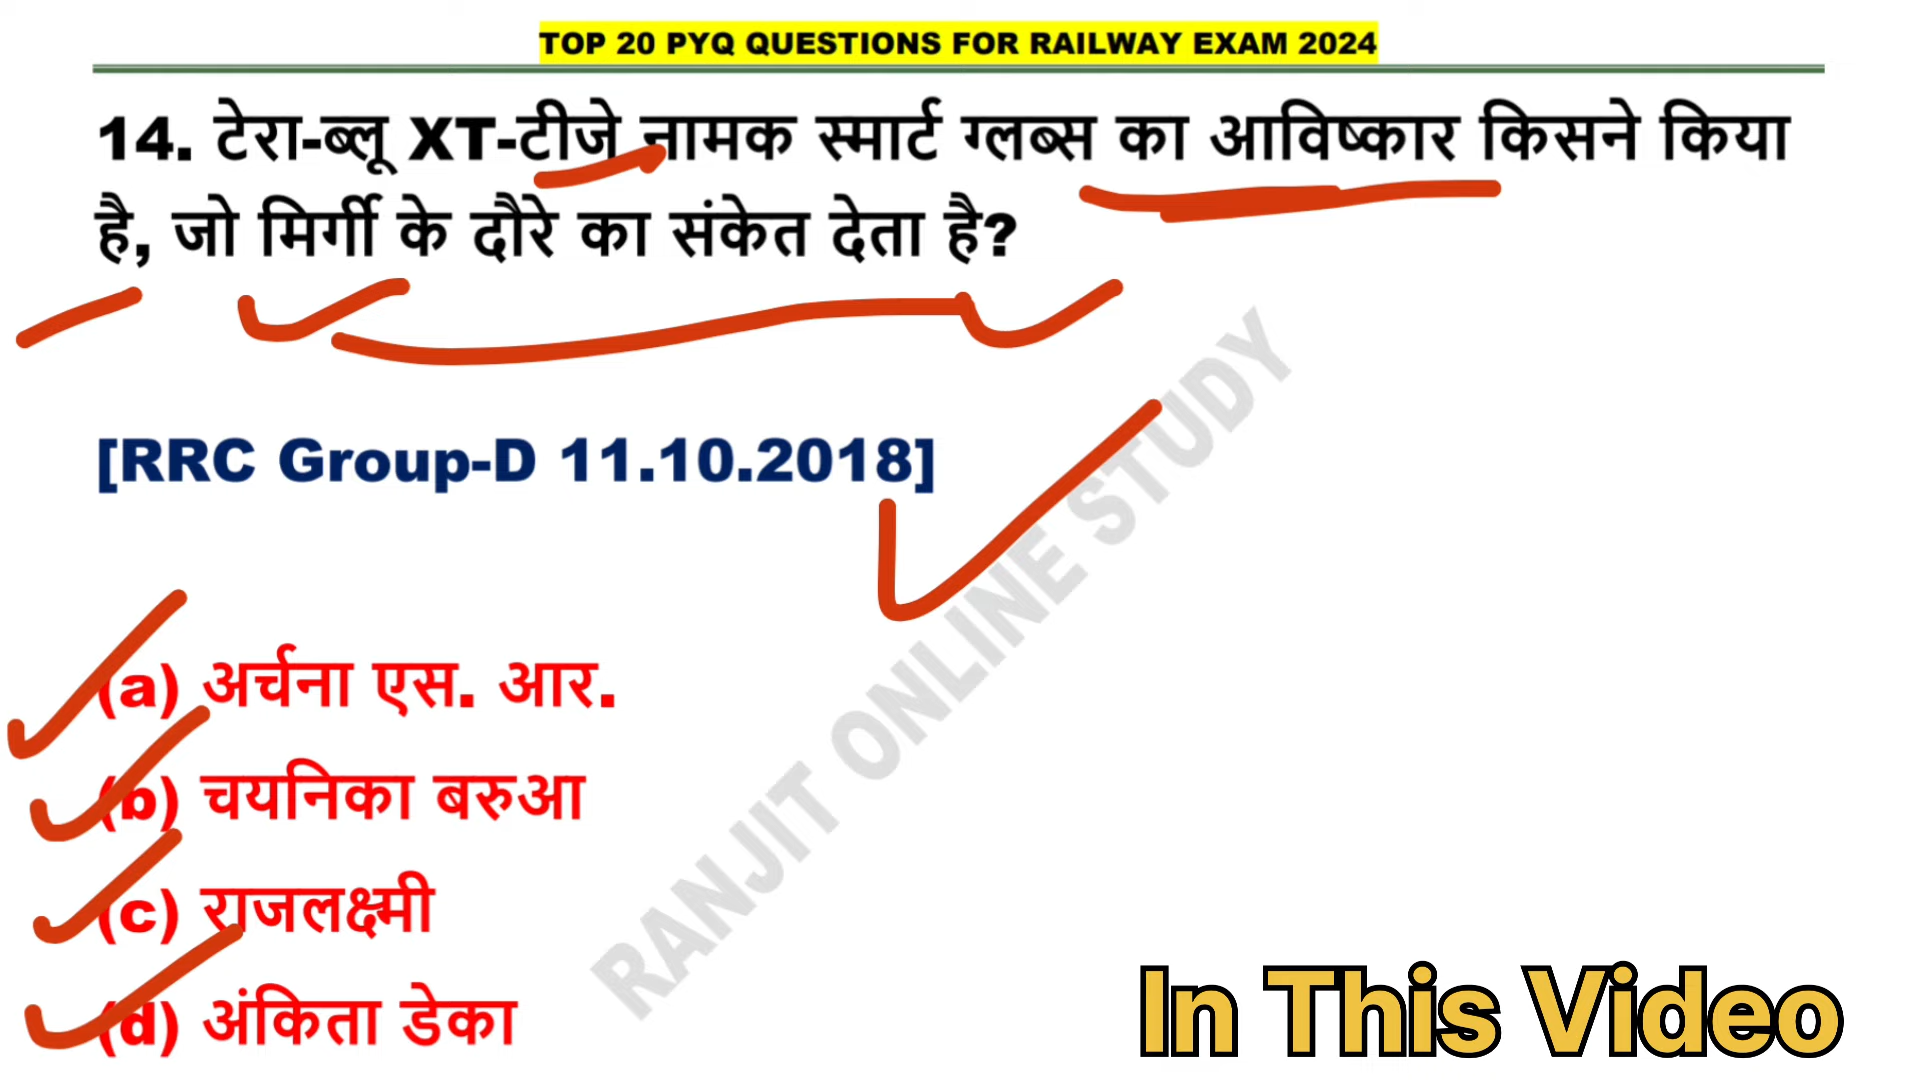 TOP 20 PYQ QUESTIONS FOR RAILWAY EXAM 2024
14. टेरा-ब्लू XT-टीजे नामक स्मार्ट ग्लब्स का आविष्कार किसने किया
है, जो मिर्गी के दौरे का संकेत देता है?
[RRC Group-D 11.10.2018]
(a) अर्चना एस. आर.
(b) चयनिका बरुआ
(c) राजलक्ष्मी
(d) अंकिता डेका
RANJIT ONLINE STUDY
In This Video